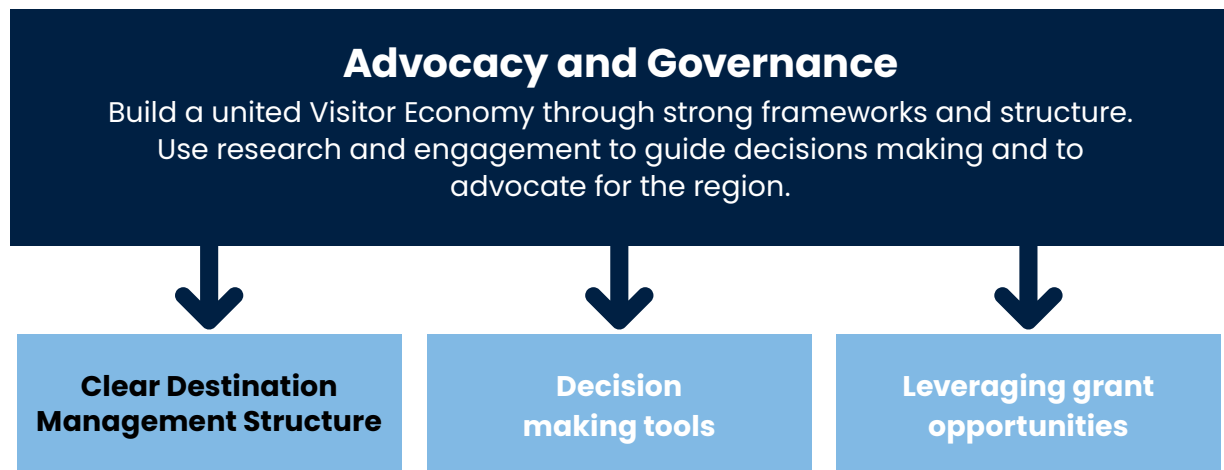 Advocacy and Governance
Build a united Visitor Economy through strong frameworks and structure.
Use research and engagement to guide decisions making and to
advocate for the region.
Clear Destination
Management Structure
Decision
making tools
Leveraging grant
opportunities